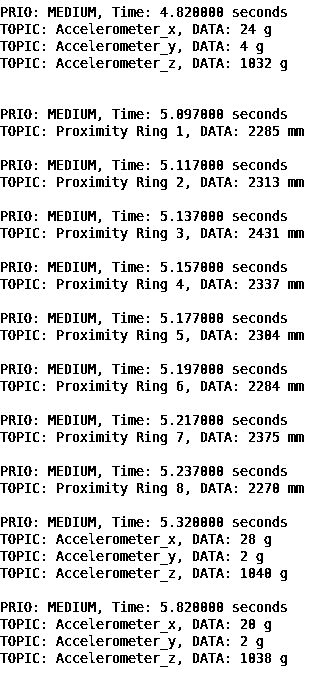 PRIO: MEDIUM, Time: 4.820000 seconds
TOPIC: Accelerometer_x, DATA: 24 g
TOPIC: Accelerometer_y, DATA: 4 g
TOPIC: Accelerometer_z, DATA: 1032 g
PRIO: MEDIUM, Time: 5.097000 seconds
TOPIC: Proximity Ring 1, DATA: 2285 mm
PRIO: MEDIUM, Time: 5.117000 seconds
TOPIC: Proximity Ring 2, DATA: 2313 mm
PRIO: MEDIUM, Time: 5.137000 seconds
TOPIC: Proximity Ring 3, DATA: 2431 mm
PRIO: MEDIUM, Time: 5.157000 seconds
TOPIC: Proximity Ring 4, DATA: 2337 mm
PRIO: MEDIUM, Time: 5.177000 seconds
TOPIC: Proximity Ring 5, DATA: 2304 mm
PRIO: MEDIUM, Time: 5.197000 seconds
TOPIC: Proximity Ring 6, DATA: 2284 mm
PRIO: MEDIUM, Time: 5.217000 seconds
TOPIC: Proximity Ring 7, DATA: 2375 mm
PRIO: MEDIUM, Time: 5.237000 seconds
TOPIC: Proximity Ring 8, DATA: 2270 mm
PRIO: MEDIUM, Time: 5.320000 seconds
TOPIC: Accelerometer_x, DATA: 28 g
TOPIC: Accelerometer_y, DATA: 2 g
TOPIC: Accelerometer_z, DATA: 1040 g
PRIO: MEDIUM, Time: 5.820000 seconds
TOPIC: Accelerometer_x, DATA: 20 g
TOPIC: Accelerometer_y, DATA: 2 g
TOPIC: Accelerometer_z, DATA: 1038 g